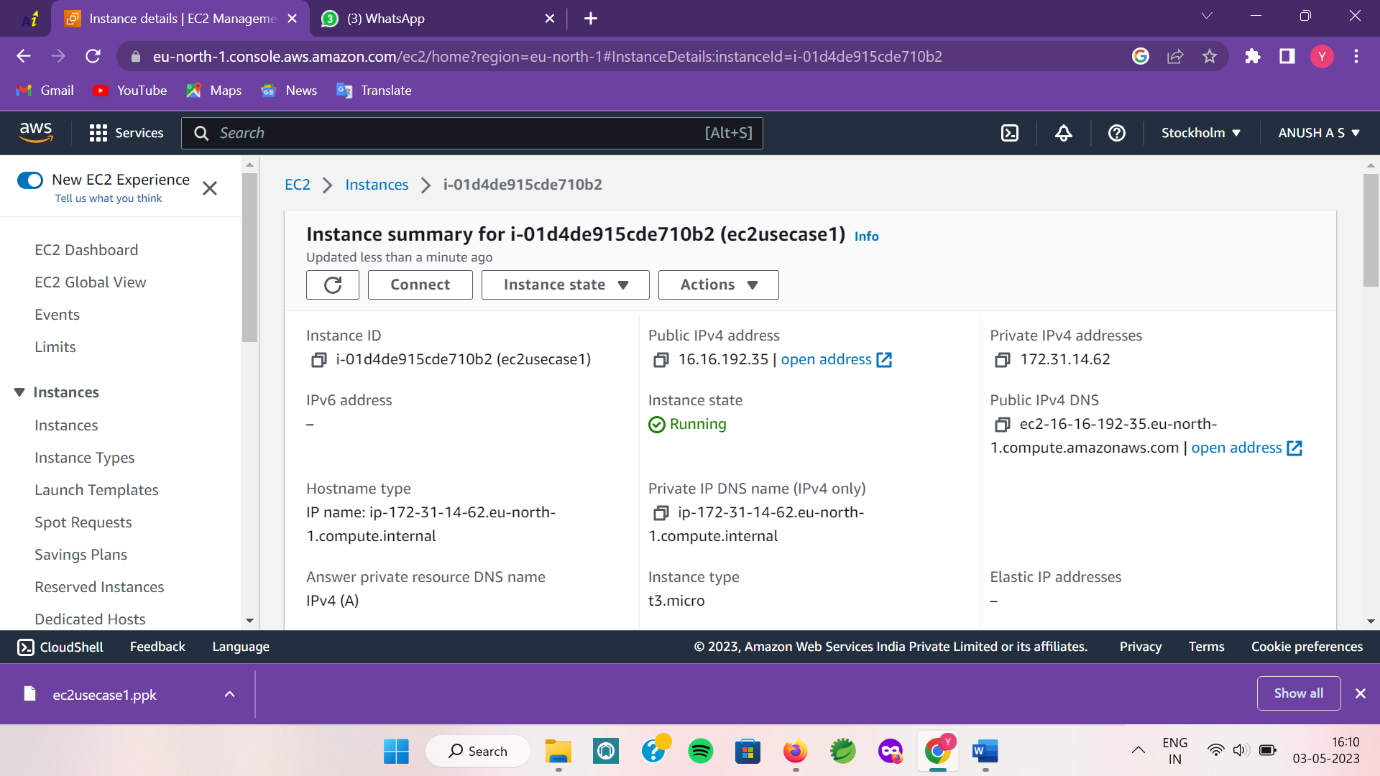 Instance details | EC2 Manageme
(3) WhatsApp
eu-north-1.console.aws.amazon.com/ec2/home?region=eu-north-1#InstanceDetails:instanceId=i-01d4de915cde710b2
Y
Gmail YouTube Maps News Translate
aws Services Search [Alt+S] Stockholm ANUSH A S
New EC2 Experience
Tell us what you think
EC2 Dashboard
EC2 Global View
Events
Limits
Instances
Instances
Instance Types
Launch Templates
Spot Requests
Savings Plans
Reserved Instances
Dedicated Hosts
EC2 > Instances > i-01d4de915cde710b2
Instance summary for i-01d4de915cde710b2 (ec2usecase1) Info
Updated less than a minute ago
Connect Instance state Actions
Instance ID
i-01d4de915cde710b2 (ec2usecase1)
Public IPv4 address
16.16.192.35 | open address
Private IPv4 addresses
172.31.14.62
IPv6 address
–
Instance state
Running
Public IPv4 DNS
ec2-16-16-192-35.eu-north-
1.compute.amazonaws.com | open address
Hostname type
IP name: ip-172-31-14-62.eu-north-
1.compute.internal
Private IP DNS name (IPv4 only)
ip-172-31-14-62.eu-north-
1.compute.internal
Answer private resource DNS name
IPv4 (A)
Instance type
t3.micro
Elastic IP addresses
–
CloudShell Feedback Language © 2023, Amazon Web Services India Private Limited or its affiliates. Privacy Terms Cookie preferences
ec2usecase1.ppk Show all
Search
ENG
IN
16:10
03-05-2023